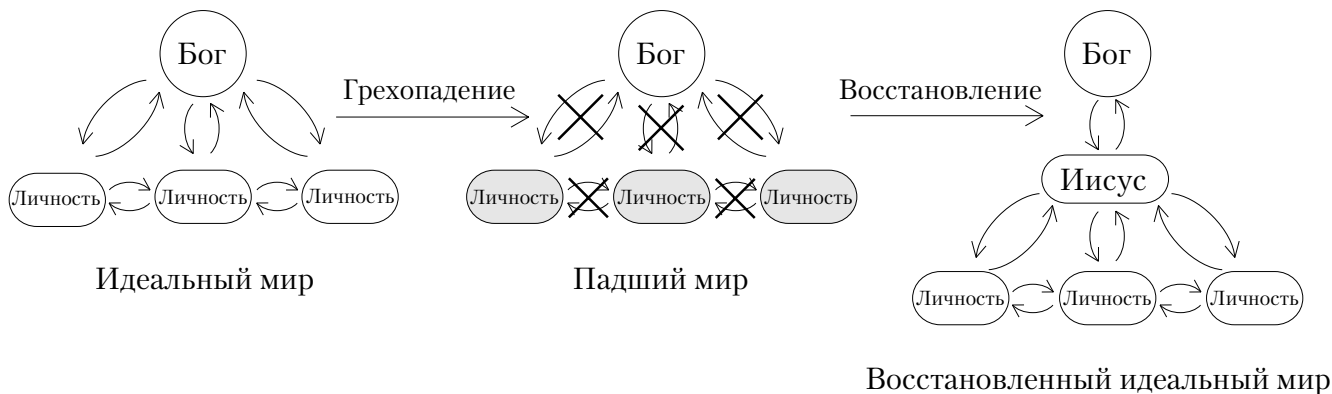 Бог
Личность
Личность
Личность
Идеальный мир
Грехопадение
Бог
Личность
Личность
Личность
Падший мир
Восстановление
Бог
Иисус
Личность
Личность
Личность
Восстановленный идеальный мир